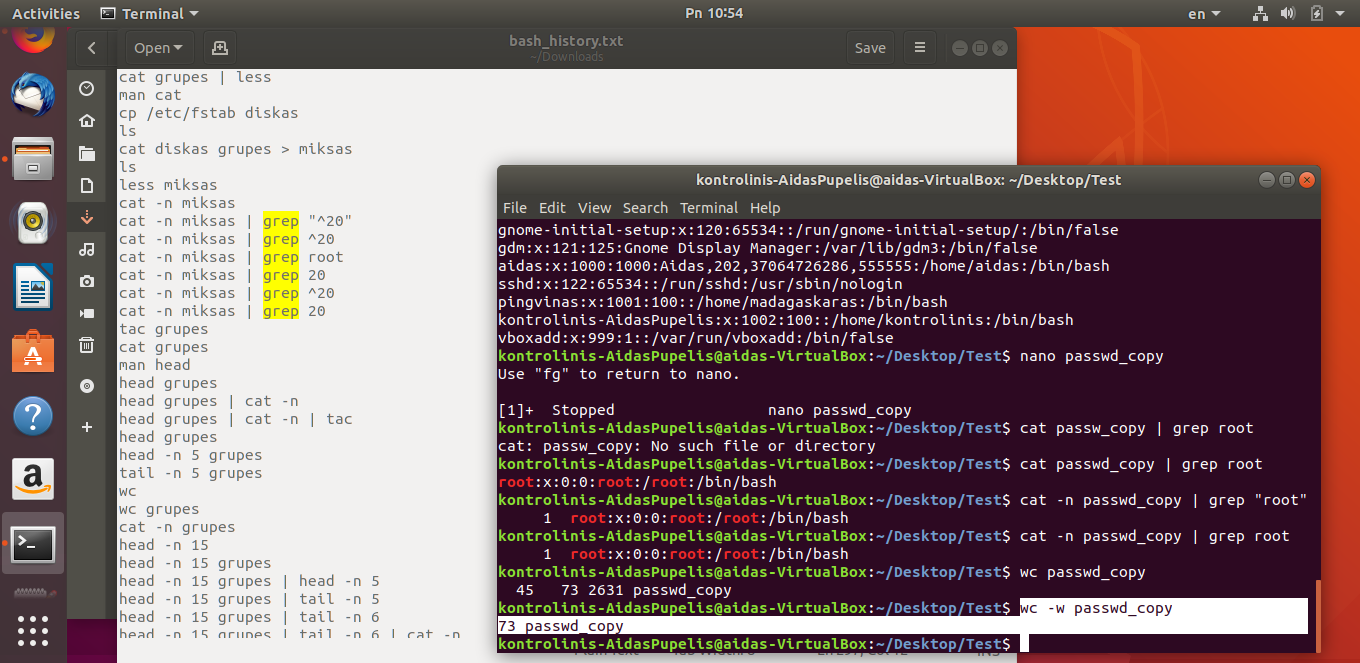 Activities
Terminal
Pn 10:54
en
Open
bash_history.txt
~/Downloads
Save
cat grupes | less
man cat
cp /etc/fstab diskas
ls
cat diskas grupes > miksas
ls
less miksas
cat -n miksas
cat -n miksas | grep "^20"
cat -n miksas | grep ^20
cat -n miksas | grep root
cat -n miksas | grep 20
cat -n miksas | grep ^20
cat -n miksas | grep 20
tac grupes
cat grupes
man head
head grupes
head grupes | cat -n
head grupes | cat -n | tac
head grupes
head -n 5 grupes
tail -n 5 grupes
wc
wc grupes
cat -n grupes
head -n 15
head -n 15 grupes
head -n 15 grupes | head -n 5
head -n 15 grupes | tail -n 5
head -n 15 grupes | tail -n 6
head -n 15 grupes | tail -n 6 | cat -n
kontrolinis-AidasPupelis@aidas-VirtualBox: ~/Desktop/Test
File Edit View Search Terminal Help
gnome-initial-setup:x:120:65534::/run/gnome-initial-setup/:/bin/false
gdm:x:121:125:Gnome Display Manager:/var/lib/gdm3:/bin/false
aidas:x:1000:1000:Aidas,202,37064726286,555555:/home/aidas:/bin/bash
sshd:x:122:65534::/run/sshd:/usr/sbin/nologin
pingvinas:x:1001:100::/home/madagaskaras:/bin/bash
kontrolinis-AidasPupelis:x:1002:100::/home/kontrolinis:/bin/bash
vboxadd:x:999:1::/var/run/vboxadd:/bin/false
kontrolinis-AidasPupelis@aidas-VirtualBox:~/Desktop/Test$ nano passwd_copy
Use "fg" to return to nano.
[1]+  Stopped                 nano passwd_copy
kontrolinis-AidasPupelis@aidas-VirtualBox:~/Desktop/Test$ cat passw_copy | grep root
cat: passw_copy: No such file or directory
kontrolinis-AidasPupelis@aidas-VirtualBox:~/Desktop/Test$ cat passwd_copy | grep root
root:x:0:0:root:/root:/bin/bash
kontrolinis-AidasPupelis@aidas-VirtualBox:~/Desktop/Test$ cat -n passwd_copy | grep "root"
     1  root:x:0:0:root:/root:/bin/bash
kontrolinis-AidasPupelis@aidas-VirtualBox:~/Desktop/Test$ cat -n passwd_copy | grep root
     1  root:x:0:0:root:/root:/bin/bash
kontrolinis-AidasPupelis@aidas-VirtualBox:~/Desktop/Test$ wc passwd_copy
  45   73 2631 passwd_copy
kontrolinis-AidasPupelis@aidas-VirtualBox:~/Desktop/Test$ wc -w passwd_copy
73 passwd_copy
kontrolinis-AidasPupelis@aidas-VirtualBox:~/Desktop/Test$